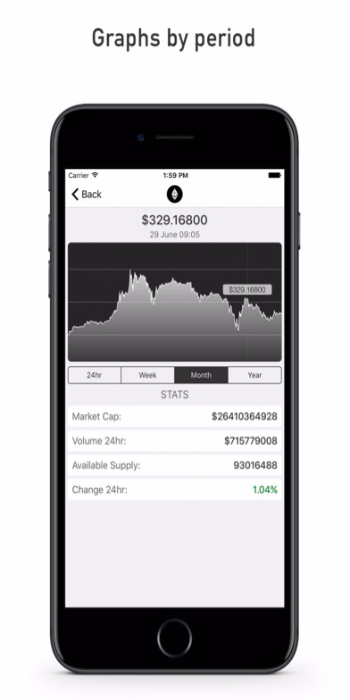 Graphs by period
Carrier 1:59 PM
Back
$329.16800
29 June 09:05
$329.16800
24hr Week Month Year
STATS
Market Cap: $26410364928
Volume 24hr: $715779008
Available Supply: 93016488
Change 24hr: 1.04%